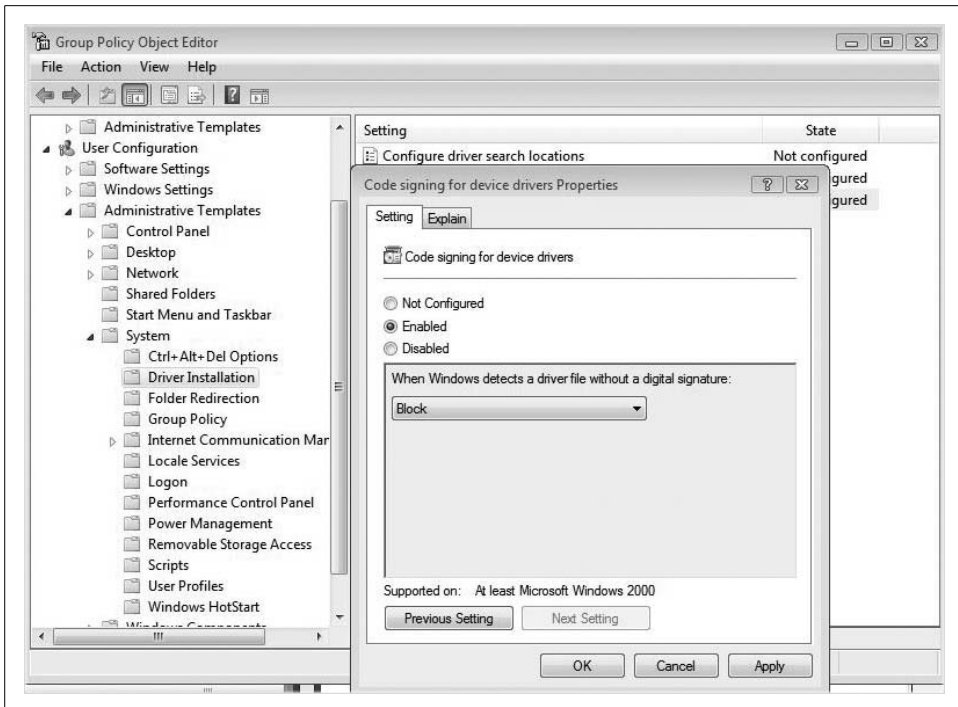 Group Policy Object Editor
File Action View Help
Administrative Templates
User Configuration
Software Settings
Windows Settings
Administrative Templates
Control Panel
Desktop
Network
Shared Folders
Start Menu and Taskbar
System
Ctrl+Alt+Del Options
Driver Installation
Folder Redirection
Group Policy
Internet Communication Mar
Locale Services
Logon
Performance Control Panel
Power Management
Removable Storage Access
Scripts
User Profiles
Windows HotStart
Windows Components
Setting State
Configure driver search locations Not configured
gured
gured
Code signing for device drivers Properties
Setting Explain
Code signing for device drivers
Not Configured
Enabled
Disabled
When Windows detects a driver file without a digital signature:
Block
Supported on: At least Microsoft Windows 2000
Previous Setting Next Setting
OK Cancel Apply